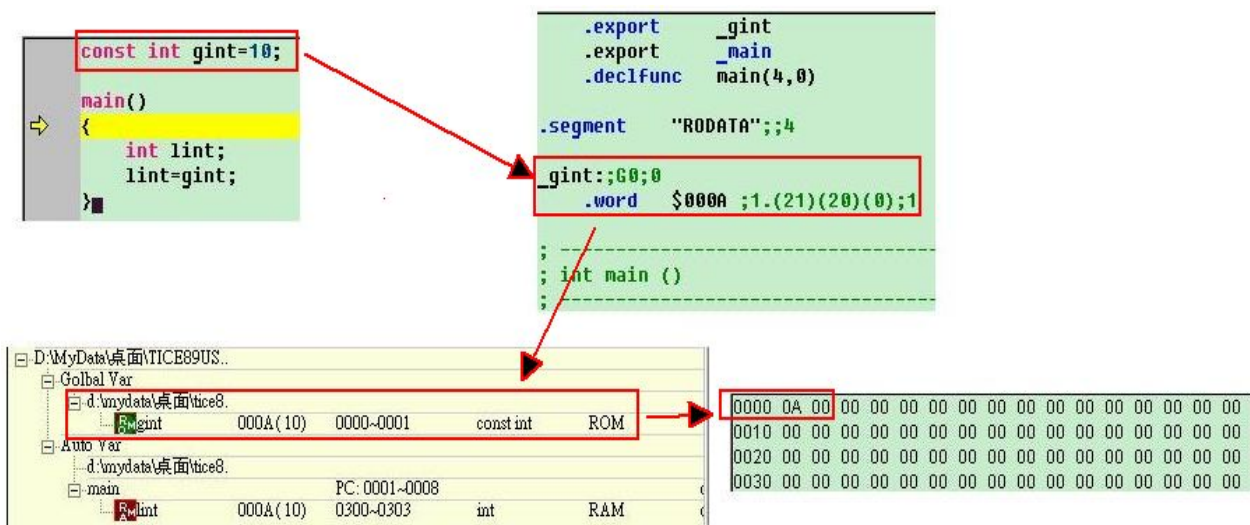 const int gint=10;
main()
{
int lint;
lint=gint;
}
.export _gint
.export _main
.declfunc main(4,0)
.segment "RODATA";;4
_gint:;G0;0
.word $000A ;1.(21)(20)(0);1
; ------------------------------------
; int main ()
; ------------------------------------
D:\MyData\桌面\TICE89US..
Golbal Var
d:\mydata\桌面\tice8.
gint 000A(10) 0000~0001 const int ROM
Auto Var
d:\mydata\桌面\tice8.
main PC: 0001~0008
lint 000A(10) 0300~0303 int RAM
0000 0A 00 00 00 00 00 00 00 00 00 00 00 00 00 00 00
0010 00 00 00 00 00 00 00 00 00 00 00 00 00 00 00 00
0020 00 00 00 00 00 00 00 00 00 00 00 00 00 00 00 00
0030 00 00 00 00 00 00 00 00 00 00 00 00 00 00 00 00